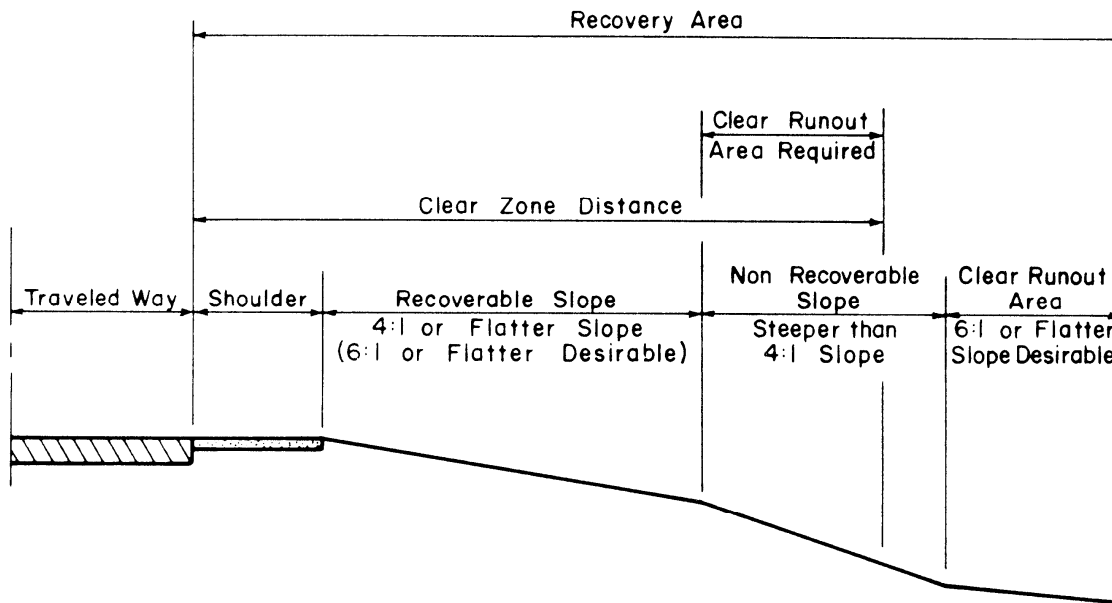 Recovery Area
Clear Runout
Area Required
Clear Zone Distance
Traveled Way
Shoulder
Recoverable Slope
4:1 or Flatter Slope
(6:1 or Flatter Desirable)
Non Recoverable
Slope
Steeper than
4:1 Slope
Clear Runout
Area
6:1 or Flatter
Slope Desirable